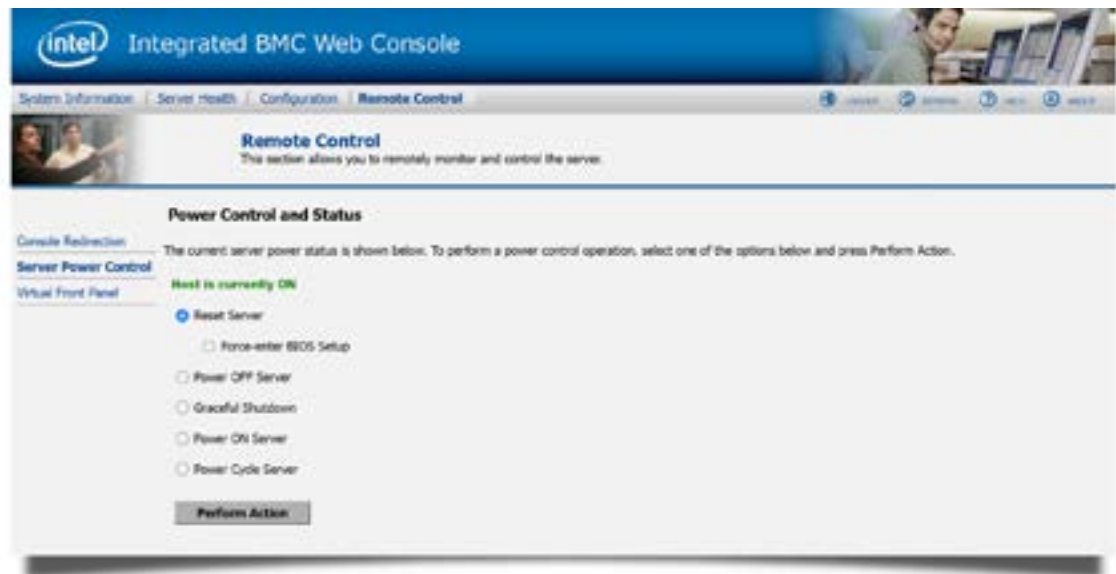 intel Integrated BMC Web Console
System Information Server Health Configuration Remote Control
Remote Control
This section allows you to remotely monitor and control the server.
Power Control and Status
Console Redirection
The current server power status is shown below. To perform a power control operation, select one of the options below and press Perform Action.
Server Power Control
Virtual Front Panel
Host is currently ON
Reset Server
Force-enter BIOS Setup
Power OFF Server
Graceful Shutdown
Power ON Server
Power Cycle Server
Perform Action